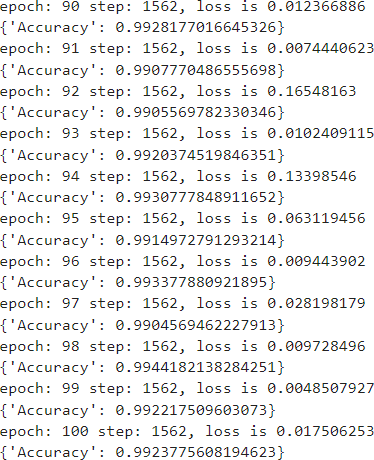 epoch: 90 step: 1562, loss is 0.012366886
{'Accuracy': 0.9928177016645326}
epoch: 91 step: 1562, loss is 0.0074440623
{'Accuracy': 0.9907770486555698}
epoch: 92 step: 1562, loss is 0.16548163
{'Accuracy': 0.9905569782330346}
epoch: 93 step: 1562, loss is 0.0102409115
{'Accuracy': 0.9920374519846351}
epoch: 94 step: 1562, loss is 0.13398546
{'Accuracy': 0.9930777848911652}
epoch: 95 step: 1562, loss is 0.063119456
{'Accuracy': 0.9914972791293214}
epoch: 96 step: 1562, loss is 0.009443902
{'Accuracy': 0.993377880921895}
epoch: 97 step: 1562, loss is 0.028198179
{'Accuracy': 0.9904569462227913}
epoch: 98 step: 1562, loss is 0.009728496
{'Accuracy': 0.9944182138284251}
epoch: 99 step: 1562, loss is 0.0048507927
{'Accuracy': 0.992217509603073}
epoch: 100 step: 1562, loss is 0.017506253
{'Accuracy': 0.9923775608194623}